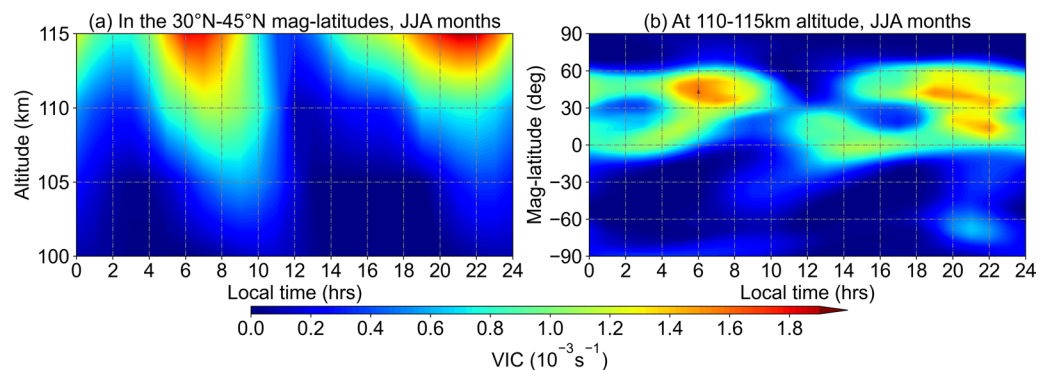 (a) In the 30°N-45°N mag-latitudes, JJA months
115
110
105
100
Altitude (km)
0 2 4 6 8 10 12 14 16 18 20 22 24
Local time (hrs)
(b) At 110-115km altitude, JJA months
90
60
30
0
−30
−60
−90
Mag-latitude (deg)
0 2 4 6 8 10 12 14 16 18 20 22 24
Local time (hrs)
0.0 0.2 0.4 0.6 0.8 1.0 1.2 1.4 1.6 1.8
VIC (10⁻³s⁻¹)